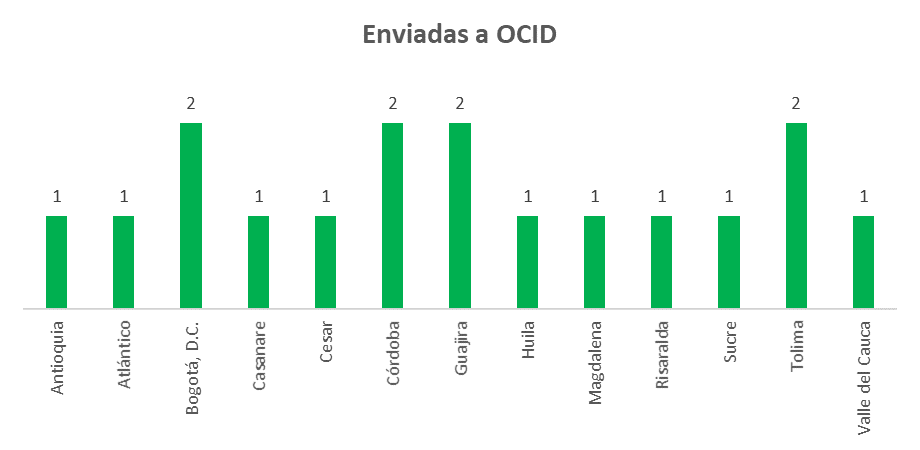 Enviadas a OCID
1
1
2
1
1
2
2
1
1
1
1
2
1
Antioquia
Atlántico
Bogotá, D.C.
Casanare
Cesar
Córdoba
Guajira
Huila
Magdalena
Risaralda
Sucre
Tolima
Valle del Cauca